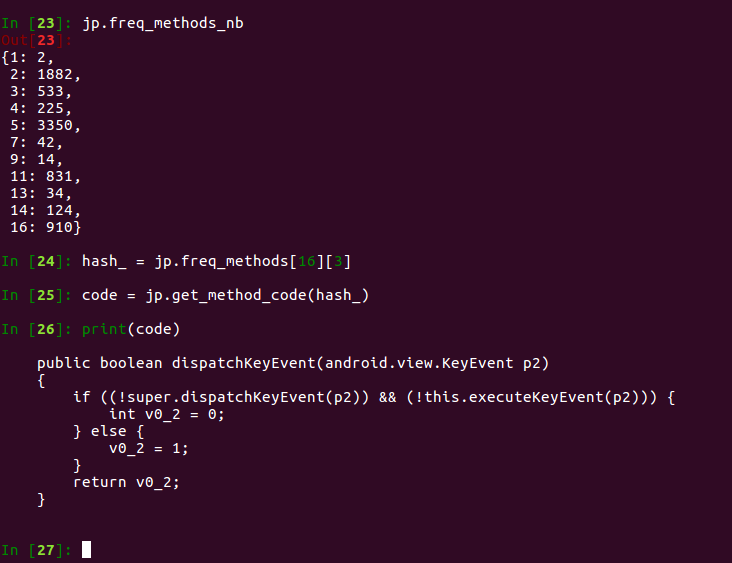 In [23]: jp.freq_methods_nb
Out[23]:
{1: 2,
 2: 1882,
 3: 533,
 4: 225,
 5: 3350,
 7: 42,
 9: 14,
 11: 831,
 13: 34,
 14: 124,
 16: 910}
In [24]: hash_ = jp.freq_methods[16][3]
In [25]: code = jp.get_method_code(hash_)
In [26]: print(code)
    public boolean dispatchKeyEvent(android.view.KeyEvent p2)
    {
        if ((!super.dispatchKeyEvent(p2)) && (!this.executeKeyEvent(p2))) {
            int v0_2 = 0;
        } else {
            v0_2 = 1;
        }
        return v0_2;
    }
In [27]: